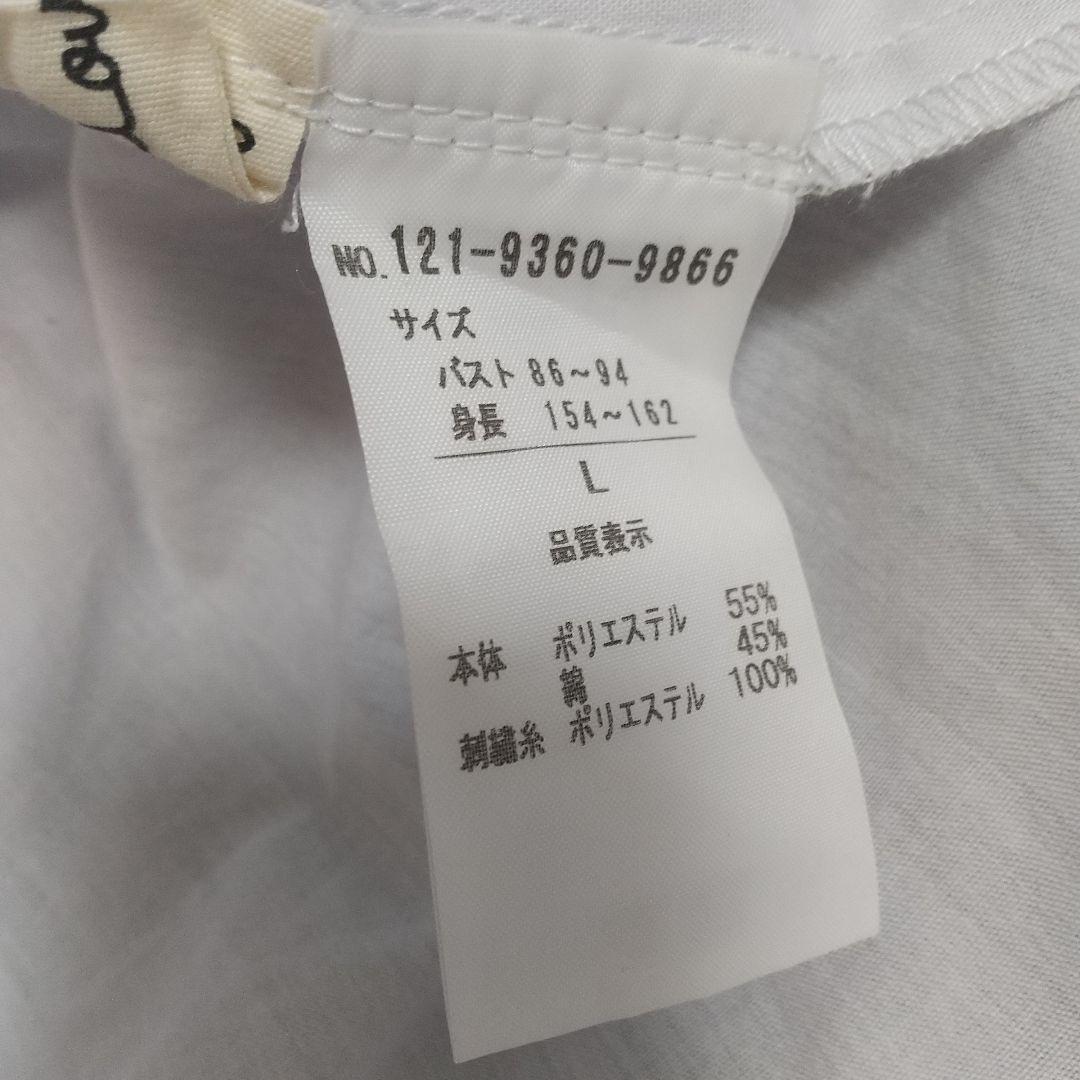 NO. 121-9360-9866
サイズ
バスト 86~94
身長 154~162
L
品質表示
本体 ポリエステル 55%
綿 45%
刺繍糸 ポリエステル 100%